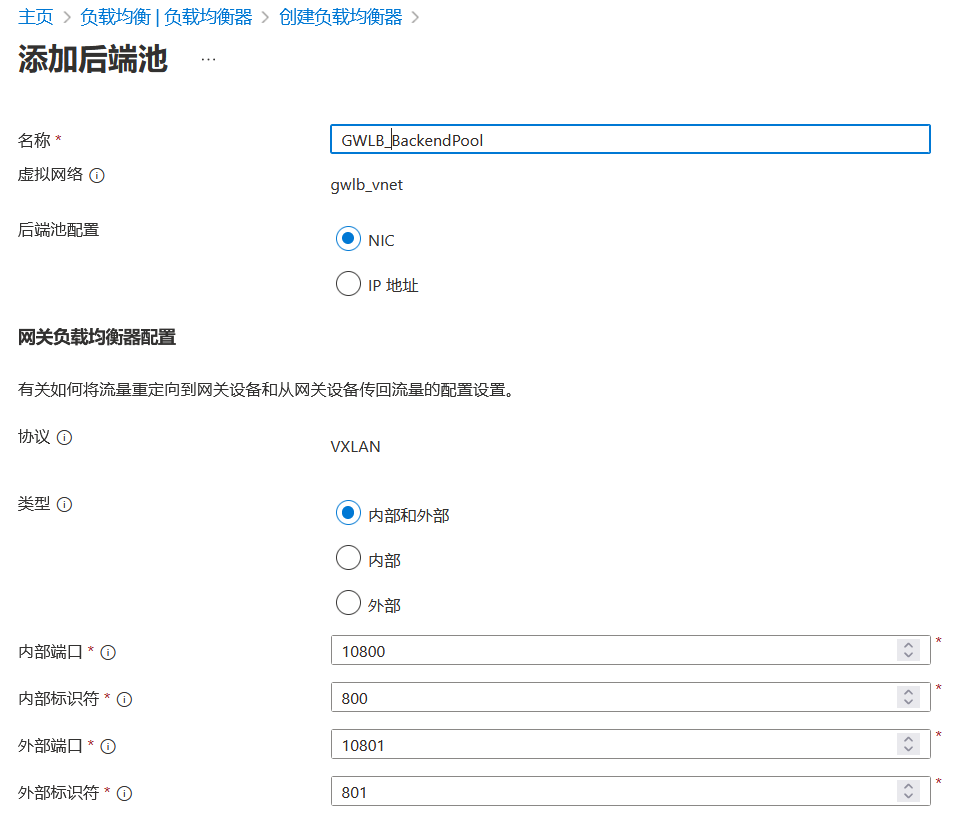 主页 > 负载均衡 | 负载均衡器 > 创建负载均衡器 >
添加后端池 ...
名称 * GWLB_BackendPool
虚拟网络 gwlb_vnet
后端池配置 NIC
IP 地址
网关负载均衡器配置
有关如何将流量重定向到网关设备和从网关设备传回流量的配置设置。
协议 VXLAN
类型 内部和外部
内部
外部
内部端口 * 10800 *
内部标识符 * 800 *
外部端口 * 10801 *
外部标识符 * 801 *